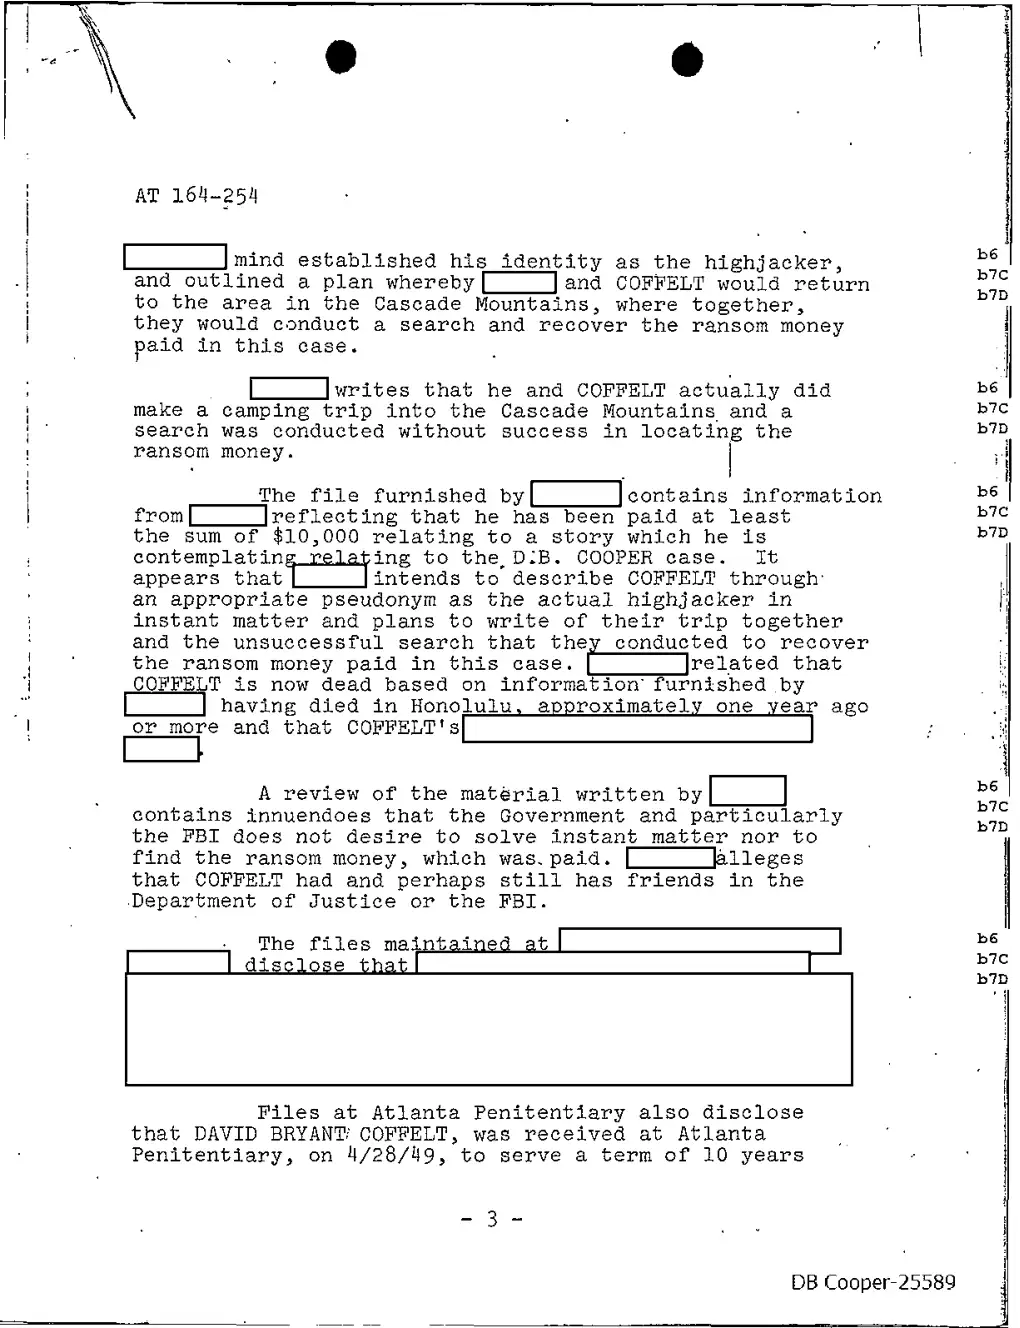 AT 164-254
mind established his identity as the highjacker, b6
and outlined a plan whereby and COFFELT would return b7C
to the area in the Cascade Mountains, where together, b7D
they would conduct a search and recover the ransom money
paid in this case.
writes that he and COFFELT actually did b6
make a camping trip into the Cascade Mountains and a b7C
search was conducted without success in locating the b7D
ransom money.
The file furnished by contains information b6
from reflecting that he has been paid at least b7C
the sum of $10,000 relating to a story which he is b7D
contemplating relating to the D.B. COOPER case. It
appears that intends to describe COFFELT through
an appropriate pseudonym as the actual highjacker in
instant matter and plans to write of their trip together
and the unsuccessful search that they conducted to recover
the ransom money paid in this case. related that
COFFELT is now dead based on information furnished by
having died in Honolulu, approximately one year ago
or more and that COFFELT's
.
A review of the material written by b6
contains innuendoes that the Government and particularly b7C
the FBI does not desire to solve instant matter nor to b7D
find the ransom money, which was paid. alleges
that COFFELT had and perhaps still has friends in the
Department of Justice or the FBI.
The files maintained at b6
disclose that b7C
b7D
Files at Atlanta Penitentiary also disclose
that DAVID BRYANT COFFELT, was received at Atlanta
Penitentiary, on 4/28/49, to serve a term of 10 years
- 3 -
DB Cooper-25589